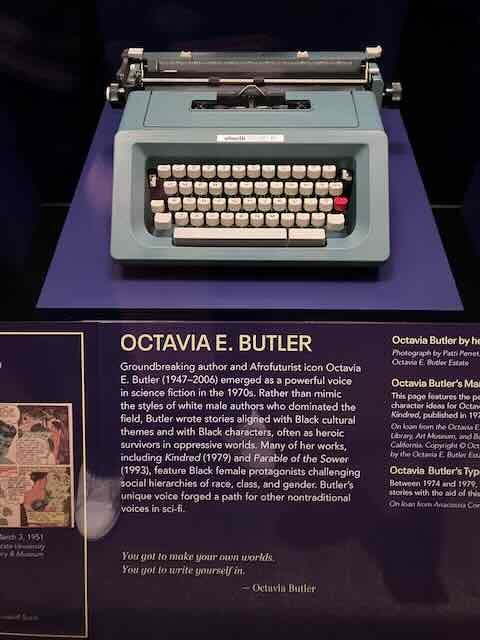 olivetti
OCTAVIA E. BUTLER
Groundbreaking author and Afrofuturist icon Octavia
E. Butler (1947–2006) emerged as a powerful voice
in science fiction in the 1970s. Rather than mimic
the styles of white male authors who dominated the
field, Butler wrote stories aligned with Black cultural
themes and with Black characters, often as heroic
survivors in oppressive worlds. Many of her works,
including Kindred (1979) and Parable of the Sower
(1993), feature Black female protagonists challenging
social hierarchies of race, class, and gender. Butler's
unique voice forged a path for other nontraditional
voices in sci-fi.
You got to make your own worlds.
You got to write yourself in.
— Octavia Butler
Octavia Butler by he
Photograph by Patti Perret,
Octavia E. Butler Estate
Octavia Butler's Ma
This page features the pe
character ideas for Octav
Kindred, published in 197
On loan from the Octavia E.
Library, Art Museum, and Bo
California. Copyright © Oct
by the Octavia E. Butler Est
Octavia Butler's Typ
Between 1974 and 1979,
stories with the aid of this
On loan from Anacostia Com
March 3, 1951
State University
ry & Museum